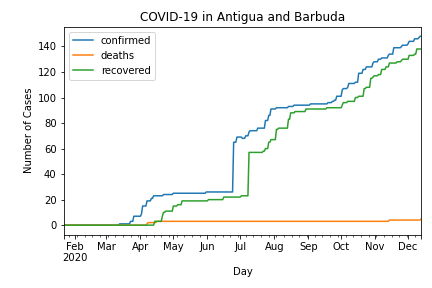 COVID-19 in Antigua and Barbuda
confirmed
deaths
recovered
140
120
100
80
60
40
20
0
Number of Cases
Feb Mar Apr May Jun Jul Aug Sep Oct Nov Dec
2020
Day